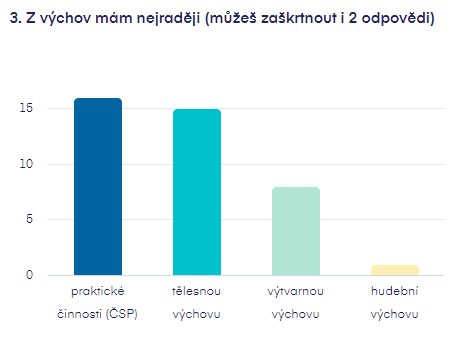 3. Z výchov mám nejraději (můžeš zaškrtnout i 2 odpovědi)
15
10
5
0
praktické činnosti (ČSP)
tělesnou výchovu
výtvarnou výchovu
hudební výchovu